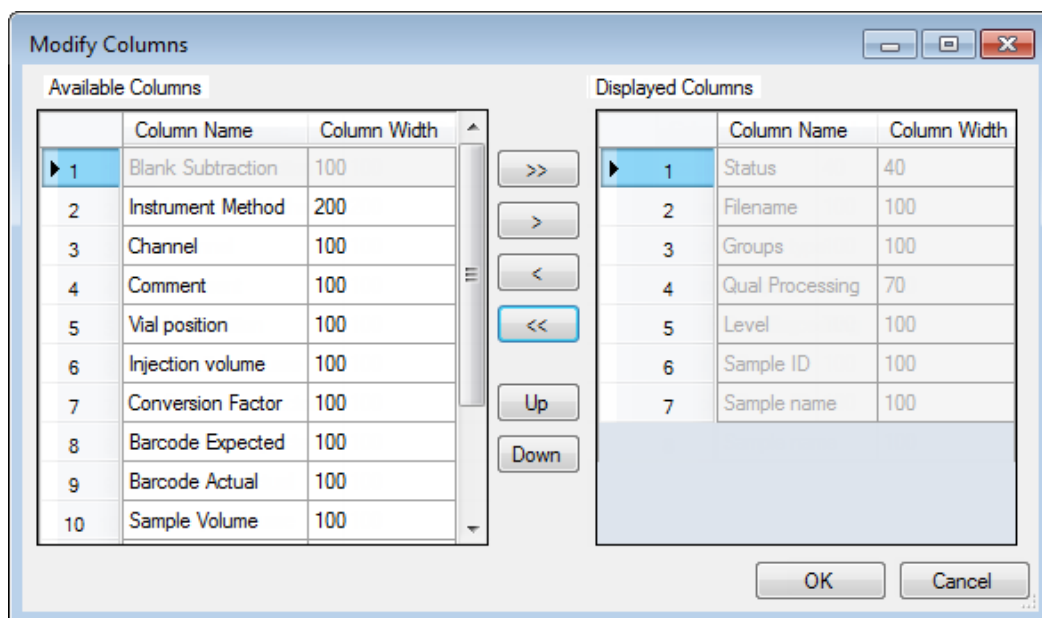 Modify Columns
Available Columns
Displayed Columns
Column Name Column Width
1 Blank Subtraction 100
2 Instrument Method 200
3 Channel 100
4 Comment 100
5 Vial position 100
6 Injection volume 100
7 Conversion Factor 100
8 Barcode Expected 100
9 Barcode Actual 100
10 Sample Volume 100
>>
>
<
<<
Up
Down
Column Name Column Width
1 Status 40
2 Filename 100
3 Groups 100
4 Qual Processing 70
5 Level 100
6 Sample ID 100
7 Sample name 100
OK Cancel